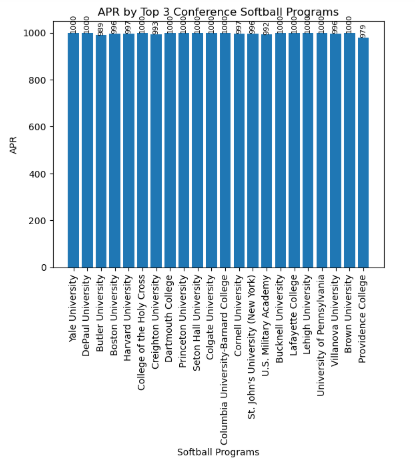 APR by Top 3 Conference Softball Programs
1000
1000
989
996
997
1000
993
1000
1000
1000
1000
1000
997
996
992
1000
1000
1000
1000
996
1000
979
1000
800
600
400
200
0
APR
Yale University
DePaul University
Butler University
Boston University
Harvard University
College of the Holy Cross
Creighton University
Dartmouth College
Princeton University
Seton Hall University
Colgate University
Columbia University-Barnard College
Cornell University
St. John's University (New York)
U.S. Military Academy
Bucknell University
Lafayette College
Lehigh University
University of Pennsylvania
Villanova University
Brown University
Providence College
Softball Programs